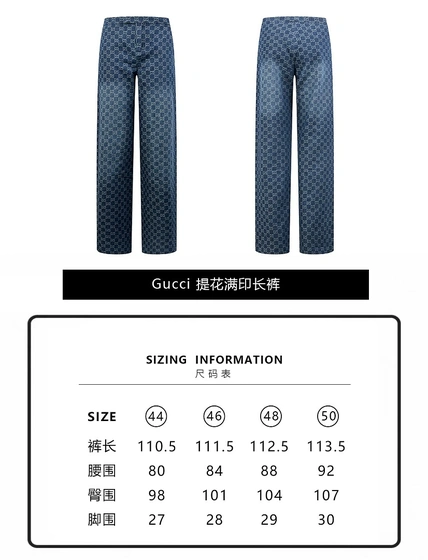 Gucci 提花满印长裤
SIZING INFORMATION
尺码表
SIZE 44 46 48 50
裤长 110.5 111.5 112.5 113.5
腰围 80 84 88 92
臀围 98 101 104 107
脚围 27 28 29 30